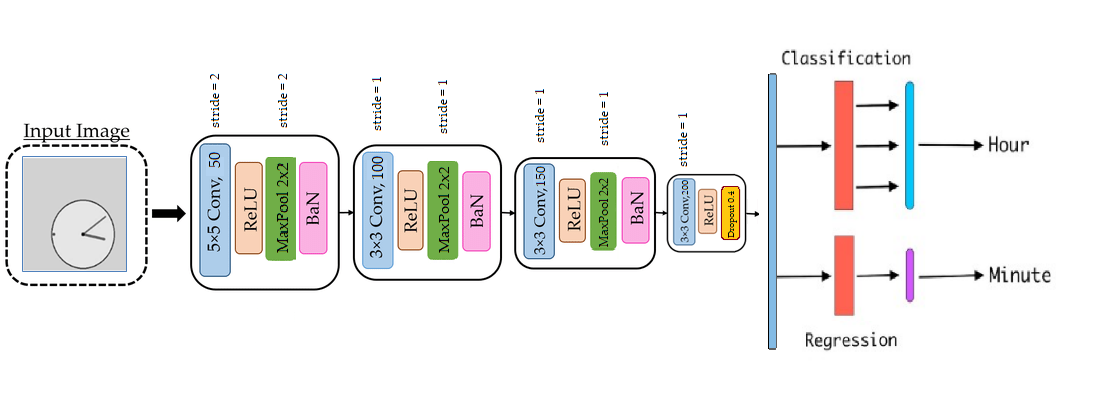 Input Image
stride = 2
stride = 2
5×5 Conv, 50
ReLU
MaxPool 2x2
BaN
stride = 1
stride = 1
3×3 Conv, 100
ReLU
MaxPool 2x2
BaN
stride = 1
stride = 1
3×3 Conv,150
ReLU
MaxPool 2x2
BaN
stride = 1
3×3 Conv,200
ReLU
Dropout 0.4
Classification
Hour
Minute
Regression